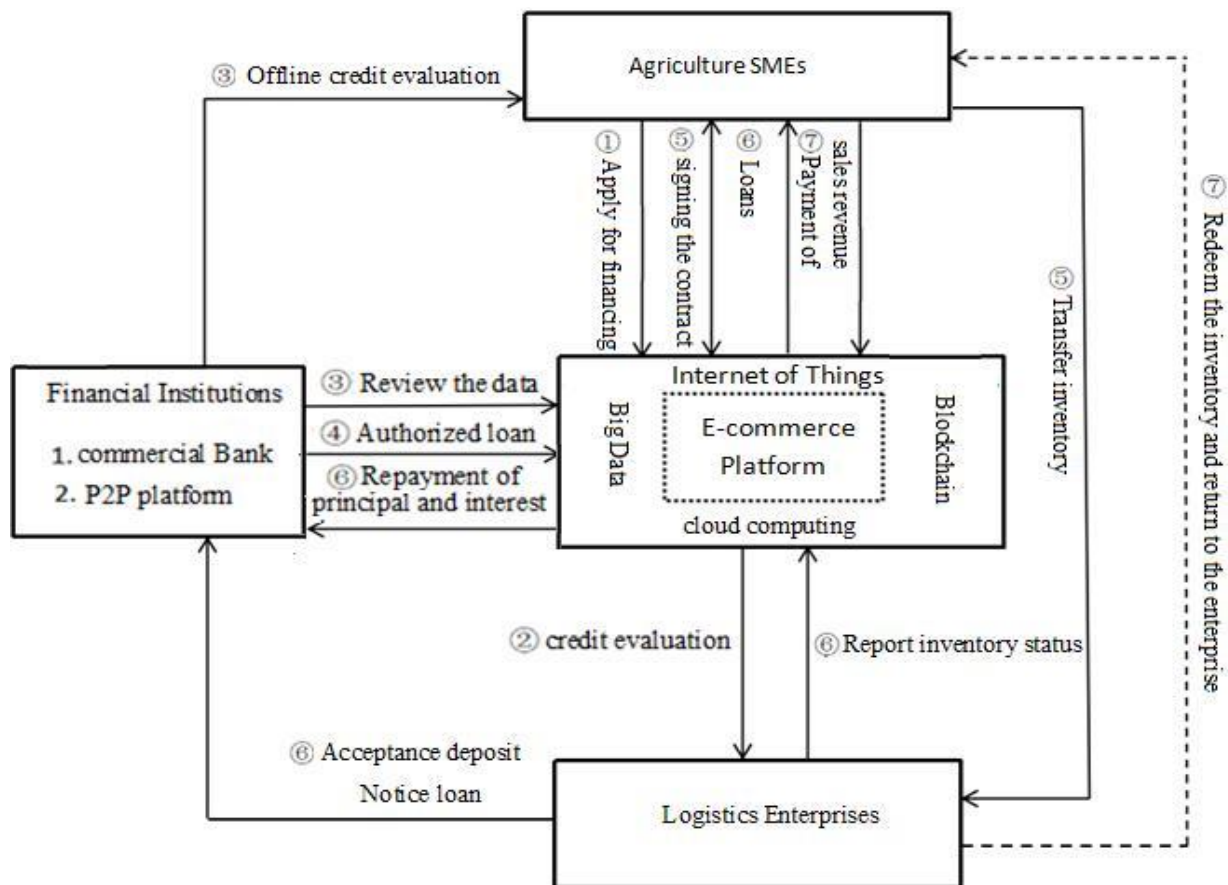 Agriculture SMEs
③ Offline credit evaluation
① Apply for financing
⑤ signing the contract
⑥ Loans
⑦ Payment of
sales revenue
⑤ Transfer inventory
⑦ Redeem the inventory and return to the enterprise
Financial Institutions
1. commercial Bank
2. P2P platform
③ Review the data
④ Authorized loan
⑥ Repayment of
principal and interest
Internet of Things
Big Data
E-commerce
Platform
Blockchain
cloud computing
② credit evaluation
⑥ Report inventory status
⑥ Acceptance deposit
Notice loan
Logistics Enterprises